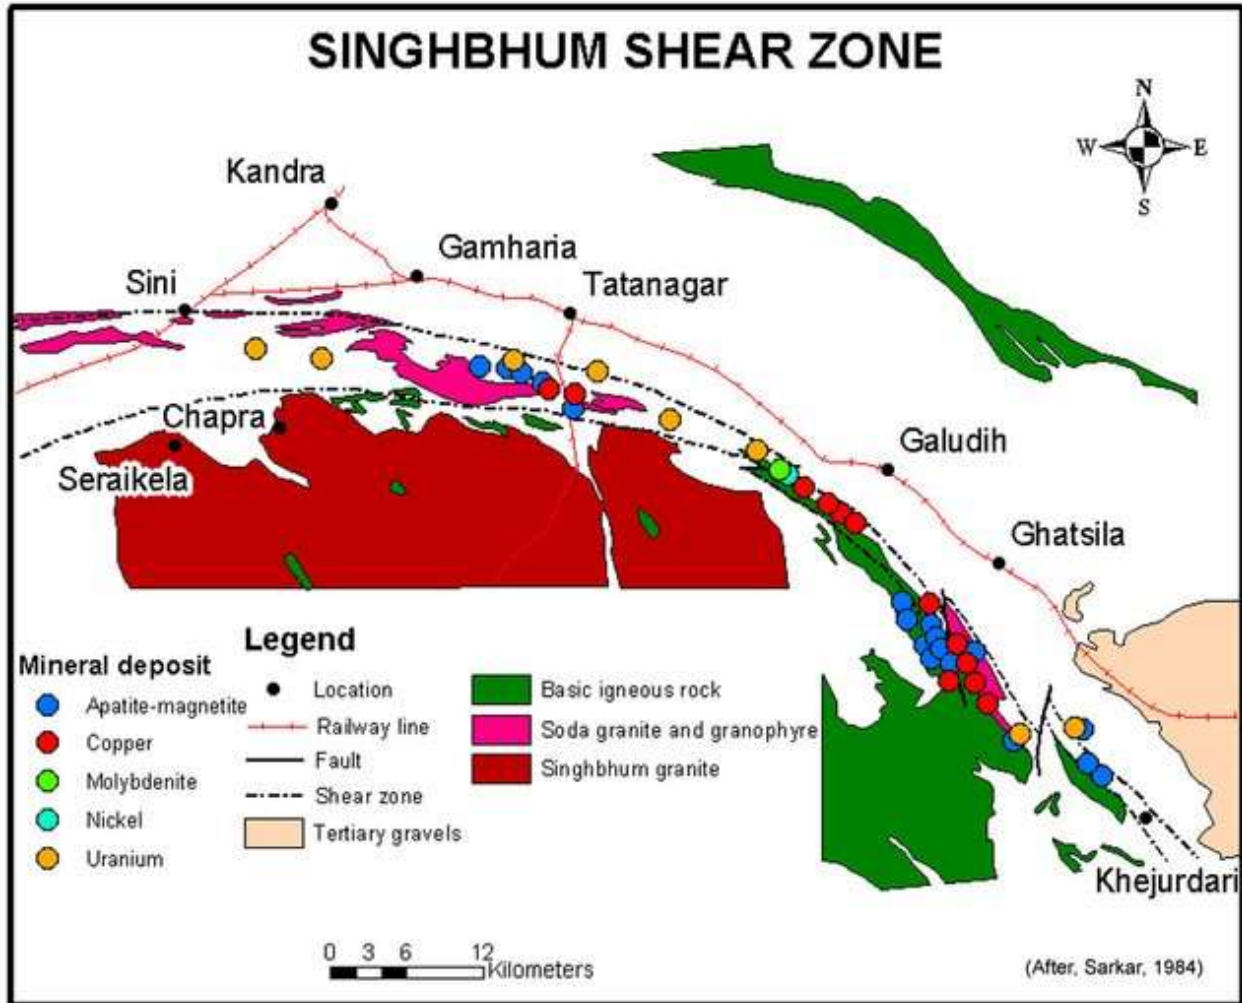 SINGHBHUM SHEAR ZONE
N
W E
S
Kandra
Gamharia
Sini
Tatanagar
Chapra
Galudih
Seraikela
Ghatsila
Legend
Mineral deposit
Location
Basic igneous rock
Apatite-magnetite
Railway line
Soda granite and granophyre
Copper
Fault
Singhbhum granite
Molybdenite
Shear zone
Nickel
Tertiary gravels
Uranium
Khejurdari
0 3 6 12
Kilometers
(After, Sarkar, 1984)